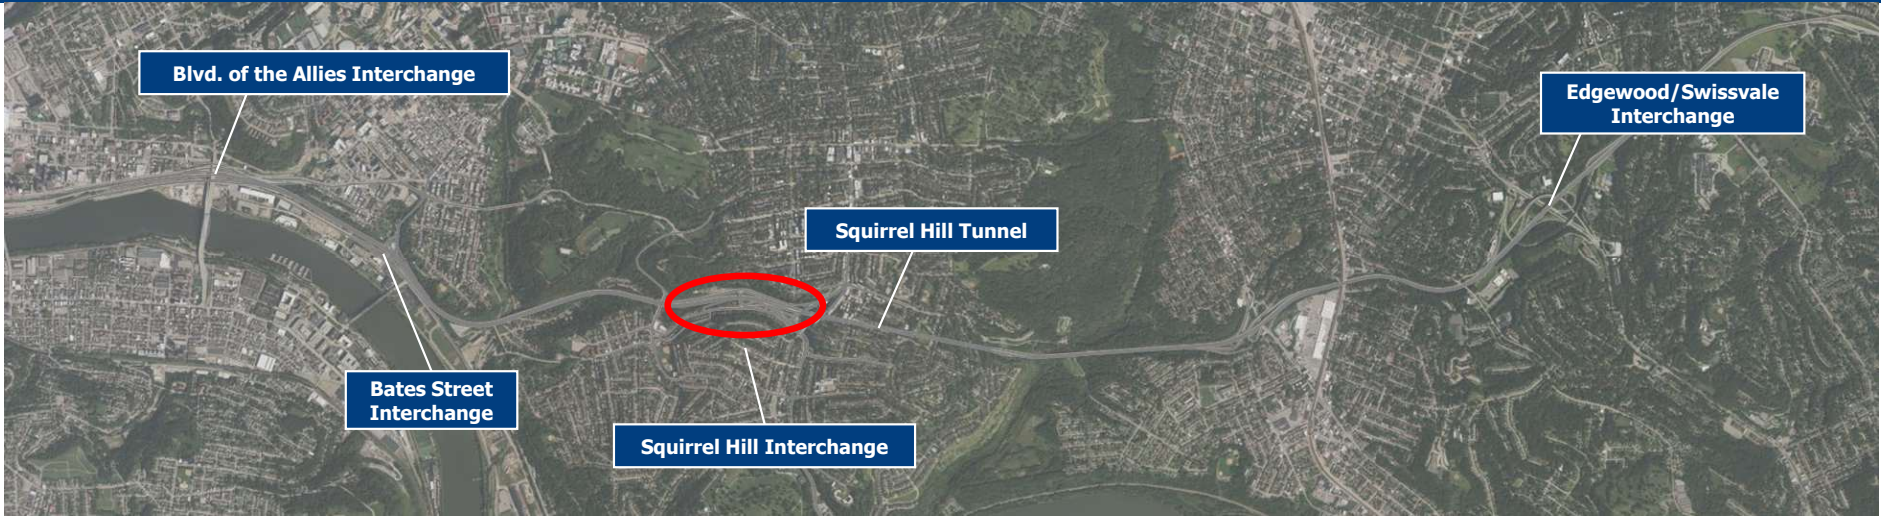 Blvd. of the Allies Interchange
Edgewood/Swissvale
Interchange
Squirrel Hill Tunnel
Bates Street
Interchange
Squirrel Hill Interchange